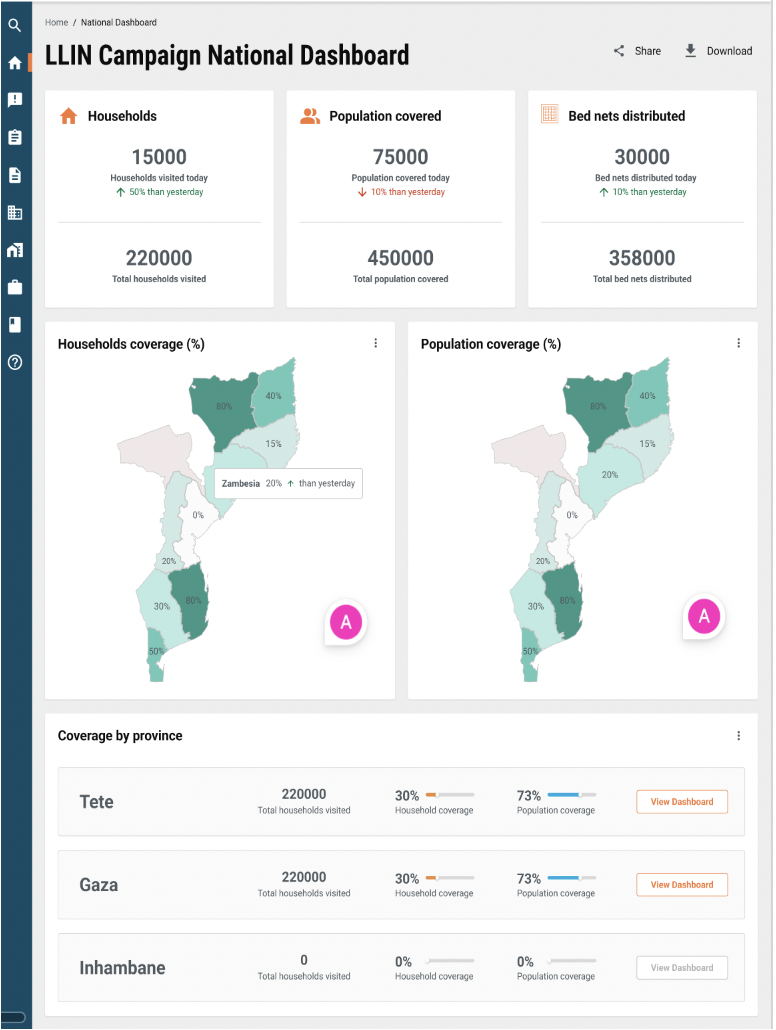 Home / National Dashboard
LLIN Campaign National Dashboard
Share
Download
Households
15000
Households visited today
50% than yesterday
220000
Total households visited
Population covered
75000
Population covered today
10% than yesterday
450000
Total population covered
Bed nets distributed
30000
Bed nets distributed today
10% than yesterday
358000
Total bed nets distributed
Households coverage (%)
80%
40%
15%
Zambesia 20% than yesterday
0%
20%
30%
80%
50%
A
Population coverage (%)
80%
40%
15%
20%
0%
20%
30%
80%
50%
A
Coverage by province
Tete
220000
Total households visited
30%
Household coverage
73%
Population coverage
View Dashboard
Gaza
220000
Total households visited
30%
Household coverage
73%
Population coverage
View Dashboard
Inhambane
0
Total households visited
0%
Household coverage
0%
Population coverage
View Dashboard